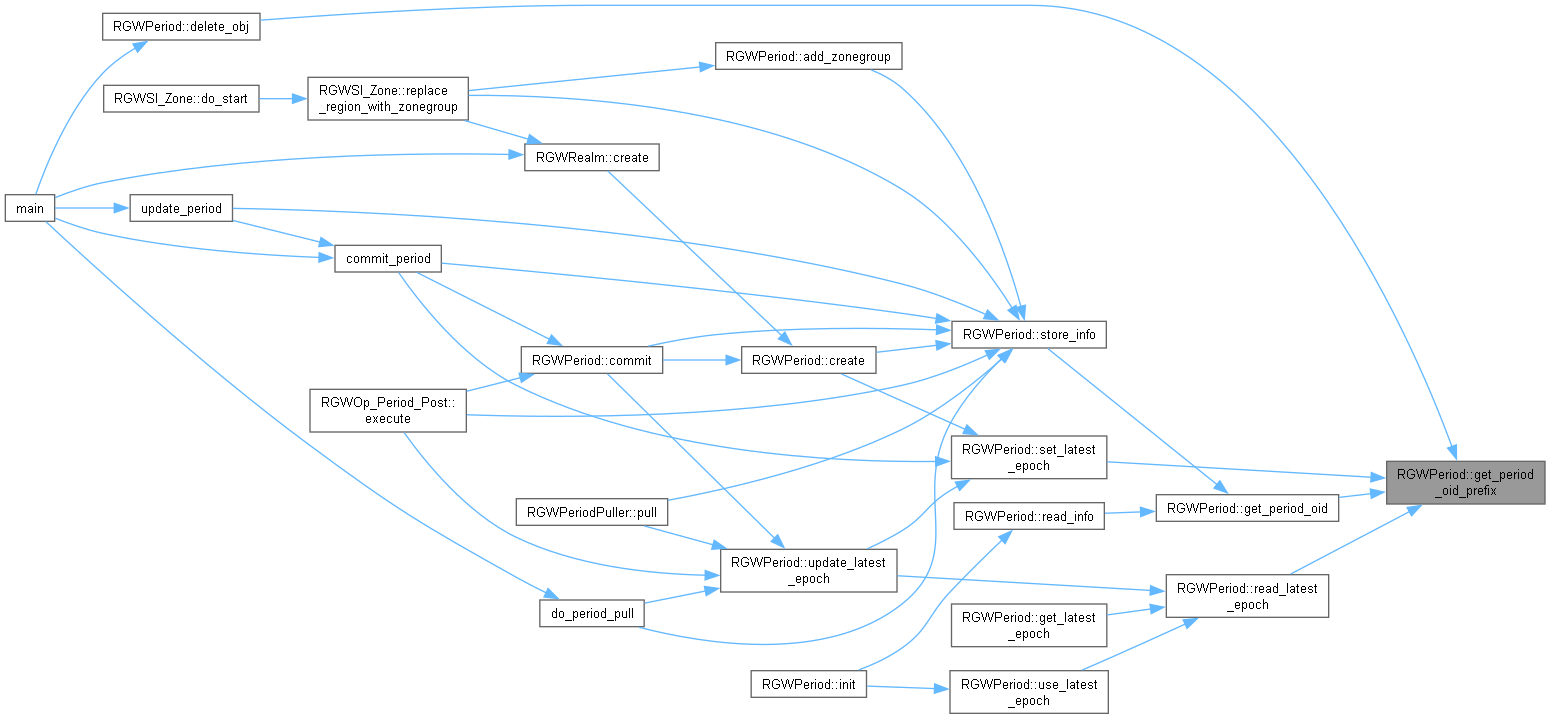 RGWPeriod::delete_obj
RGWPeriod::add_zonegroup
RGWSI_Zone::do_start
RGWSI_Zone::replace
_region_with_zonegroup
RGWRealm::create
main
update_period
commit_period
RGWPeriod::store_info
RGWPeriod::commit
RGWPeriod::create
RGWOp_Period_Post::
execute
RGWPeriod::set_latest
_epoch
RGWPeriod::get_period
_oid_prefix
RGWPeriodPuller::pull
RGWPeriod::read_info
RGWPeriod::get_period_oid
RGWPeriod::update_latest
_epoch
RGWPeriod::read_latest
_epoch
do_period_pull
RGWPeriod::get_latest
_epoch
RGWPeriod::init
RGWPeriod::use_latest
_epoch